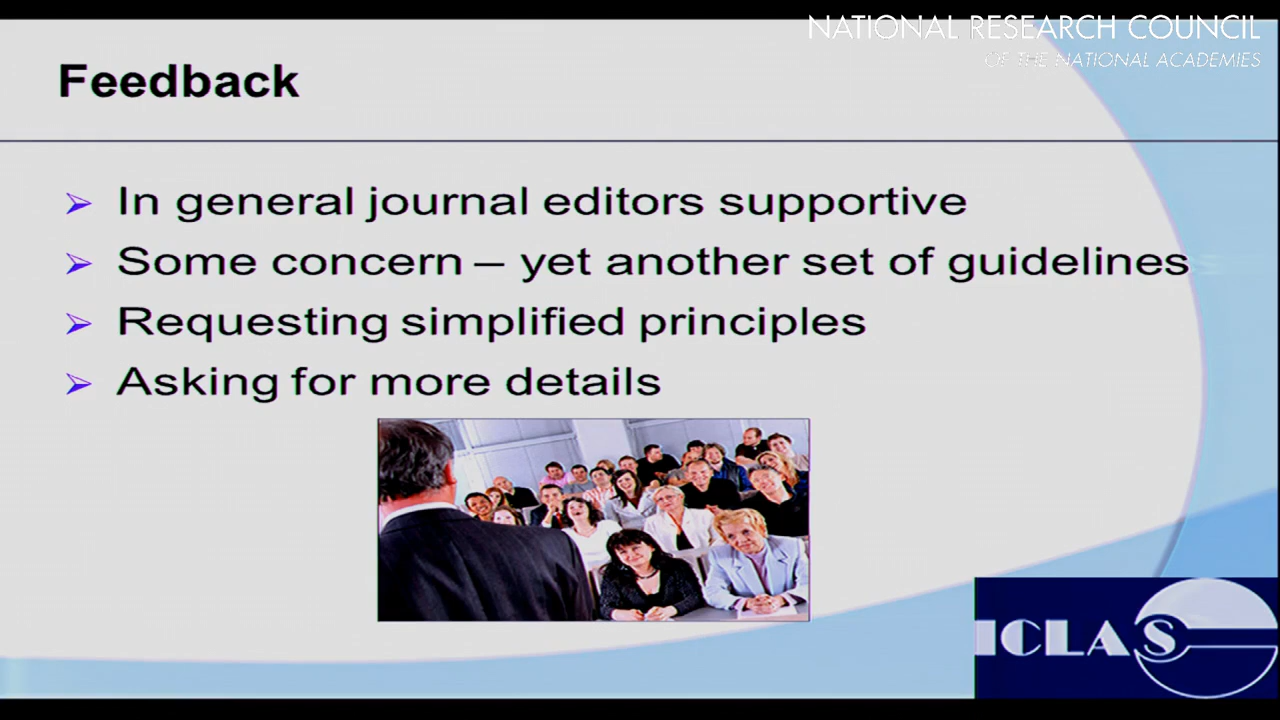 NATIONAL RESEARCH COUNCIL
OF THE NATIONAL ACADEMIES
Feedback
In general journal editors supportive
Some concern – yet another set of guidelines
Requesting simplified principles
Asking for more details
ICLAS